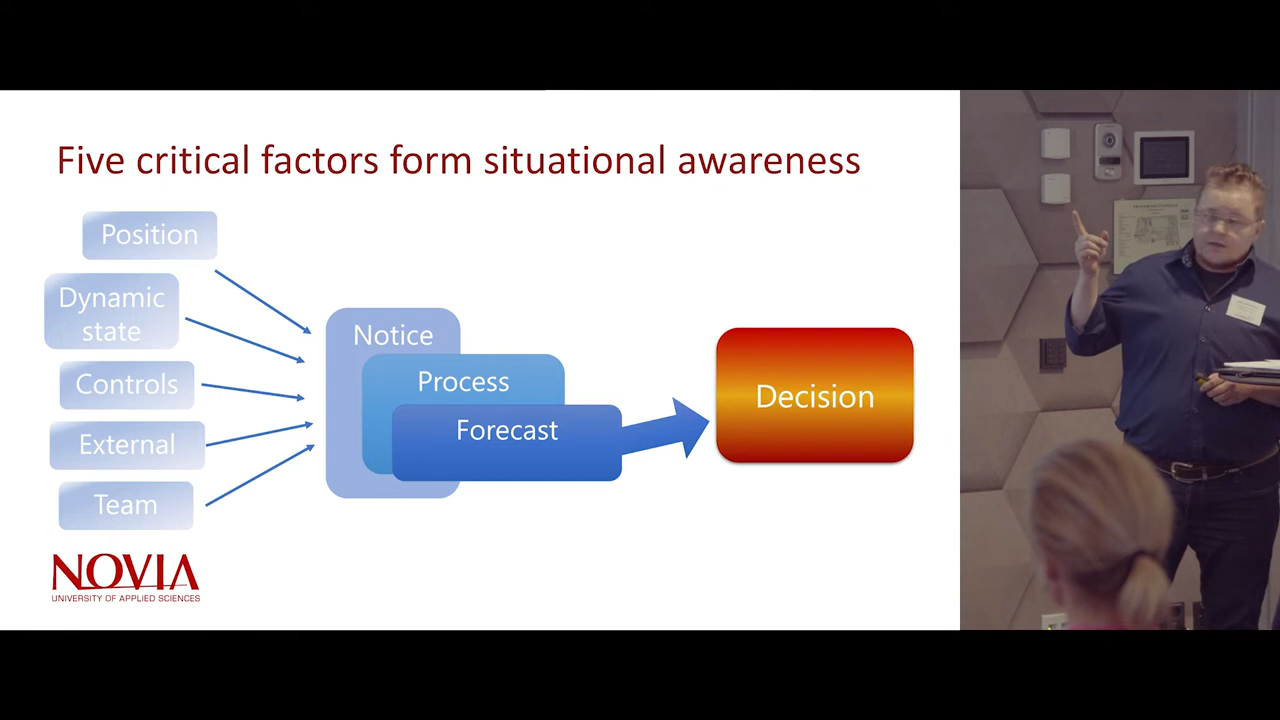 Five critical factors form situational awareness
Position
Dynamic
state
Controls
External
Team
Notice
Process
Forecast
Decision
NOVIA
UNIVERSITY OF APPLIED SCIENCES